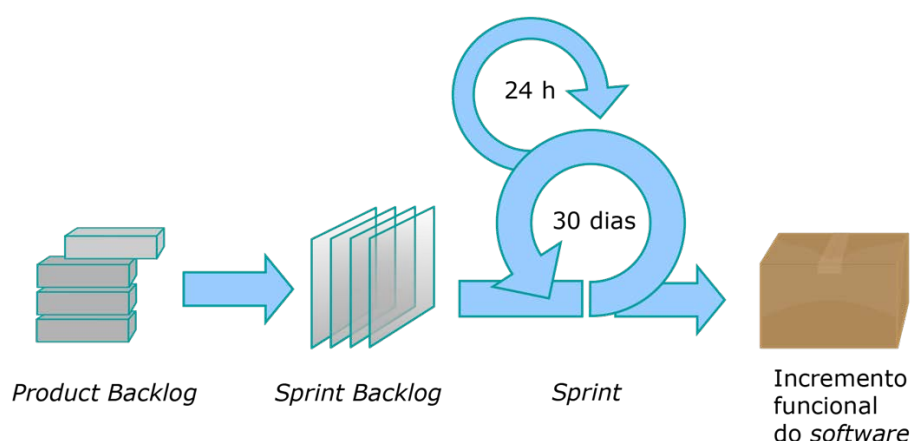 24 h
30 dias
Product Backlog
Sprint Backlog
Sprint
Incremento
funcional
do software